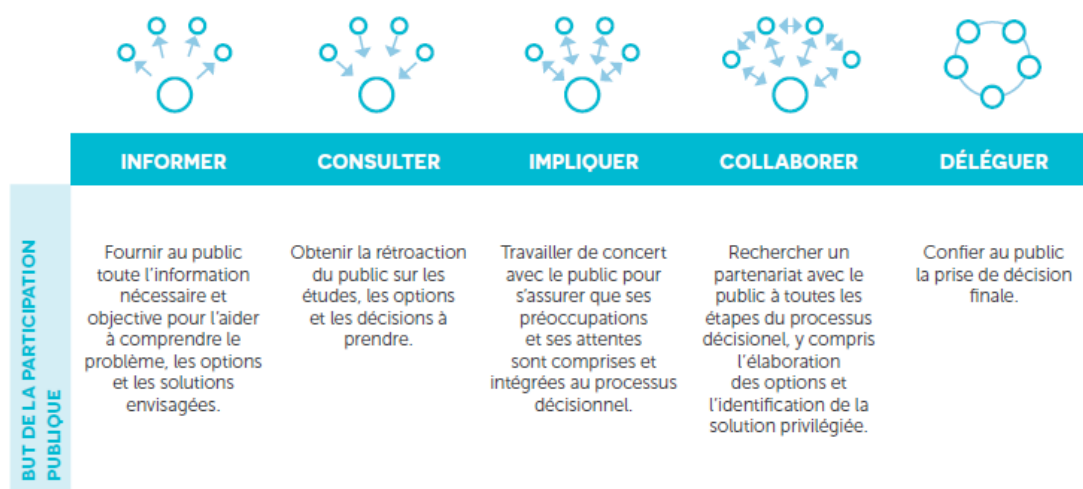 INFORMER
CONSULTER
IMPLIQUER
COLLABORER
DÉLÉGUER
BUT DE LA PARTICIPATION
PUBLIQUE
Fournir au public
toute l'information
nécessaire et
objective pour l'aider
à comprendre le
problème, les options
et les solutions
envisagées.
Obtenir la rétroaction
du public sur les
études, les options
et les décisions à
prendre.
Travailler de concert
avec le public pour
s'assurer que ses
préoccupations
et ses attentes
sont comprises et
intégrées au processus
décisionnel.
Rechercher un
partenariat avec le
public à toutes les
étapes du processus
décisionel, y compris
l'élaboration
des options et
l'identification de la
solution privilégiée.
Confier au public
la prise de décision
finale.